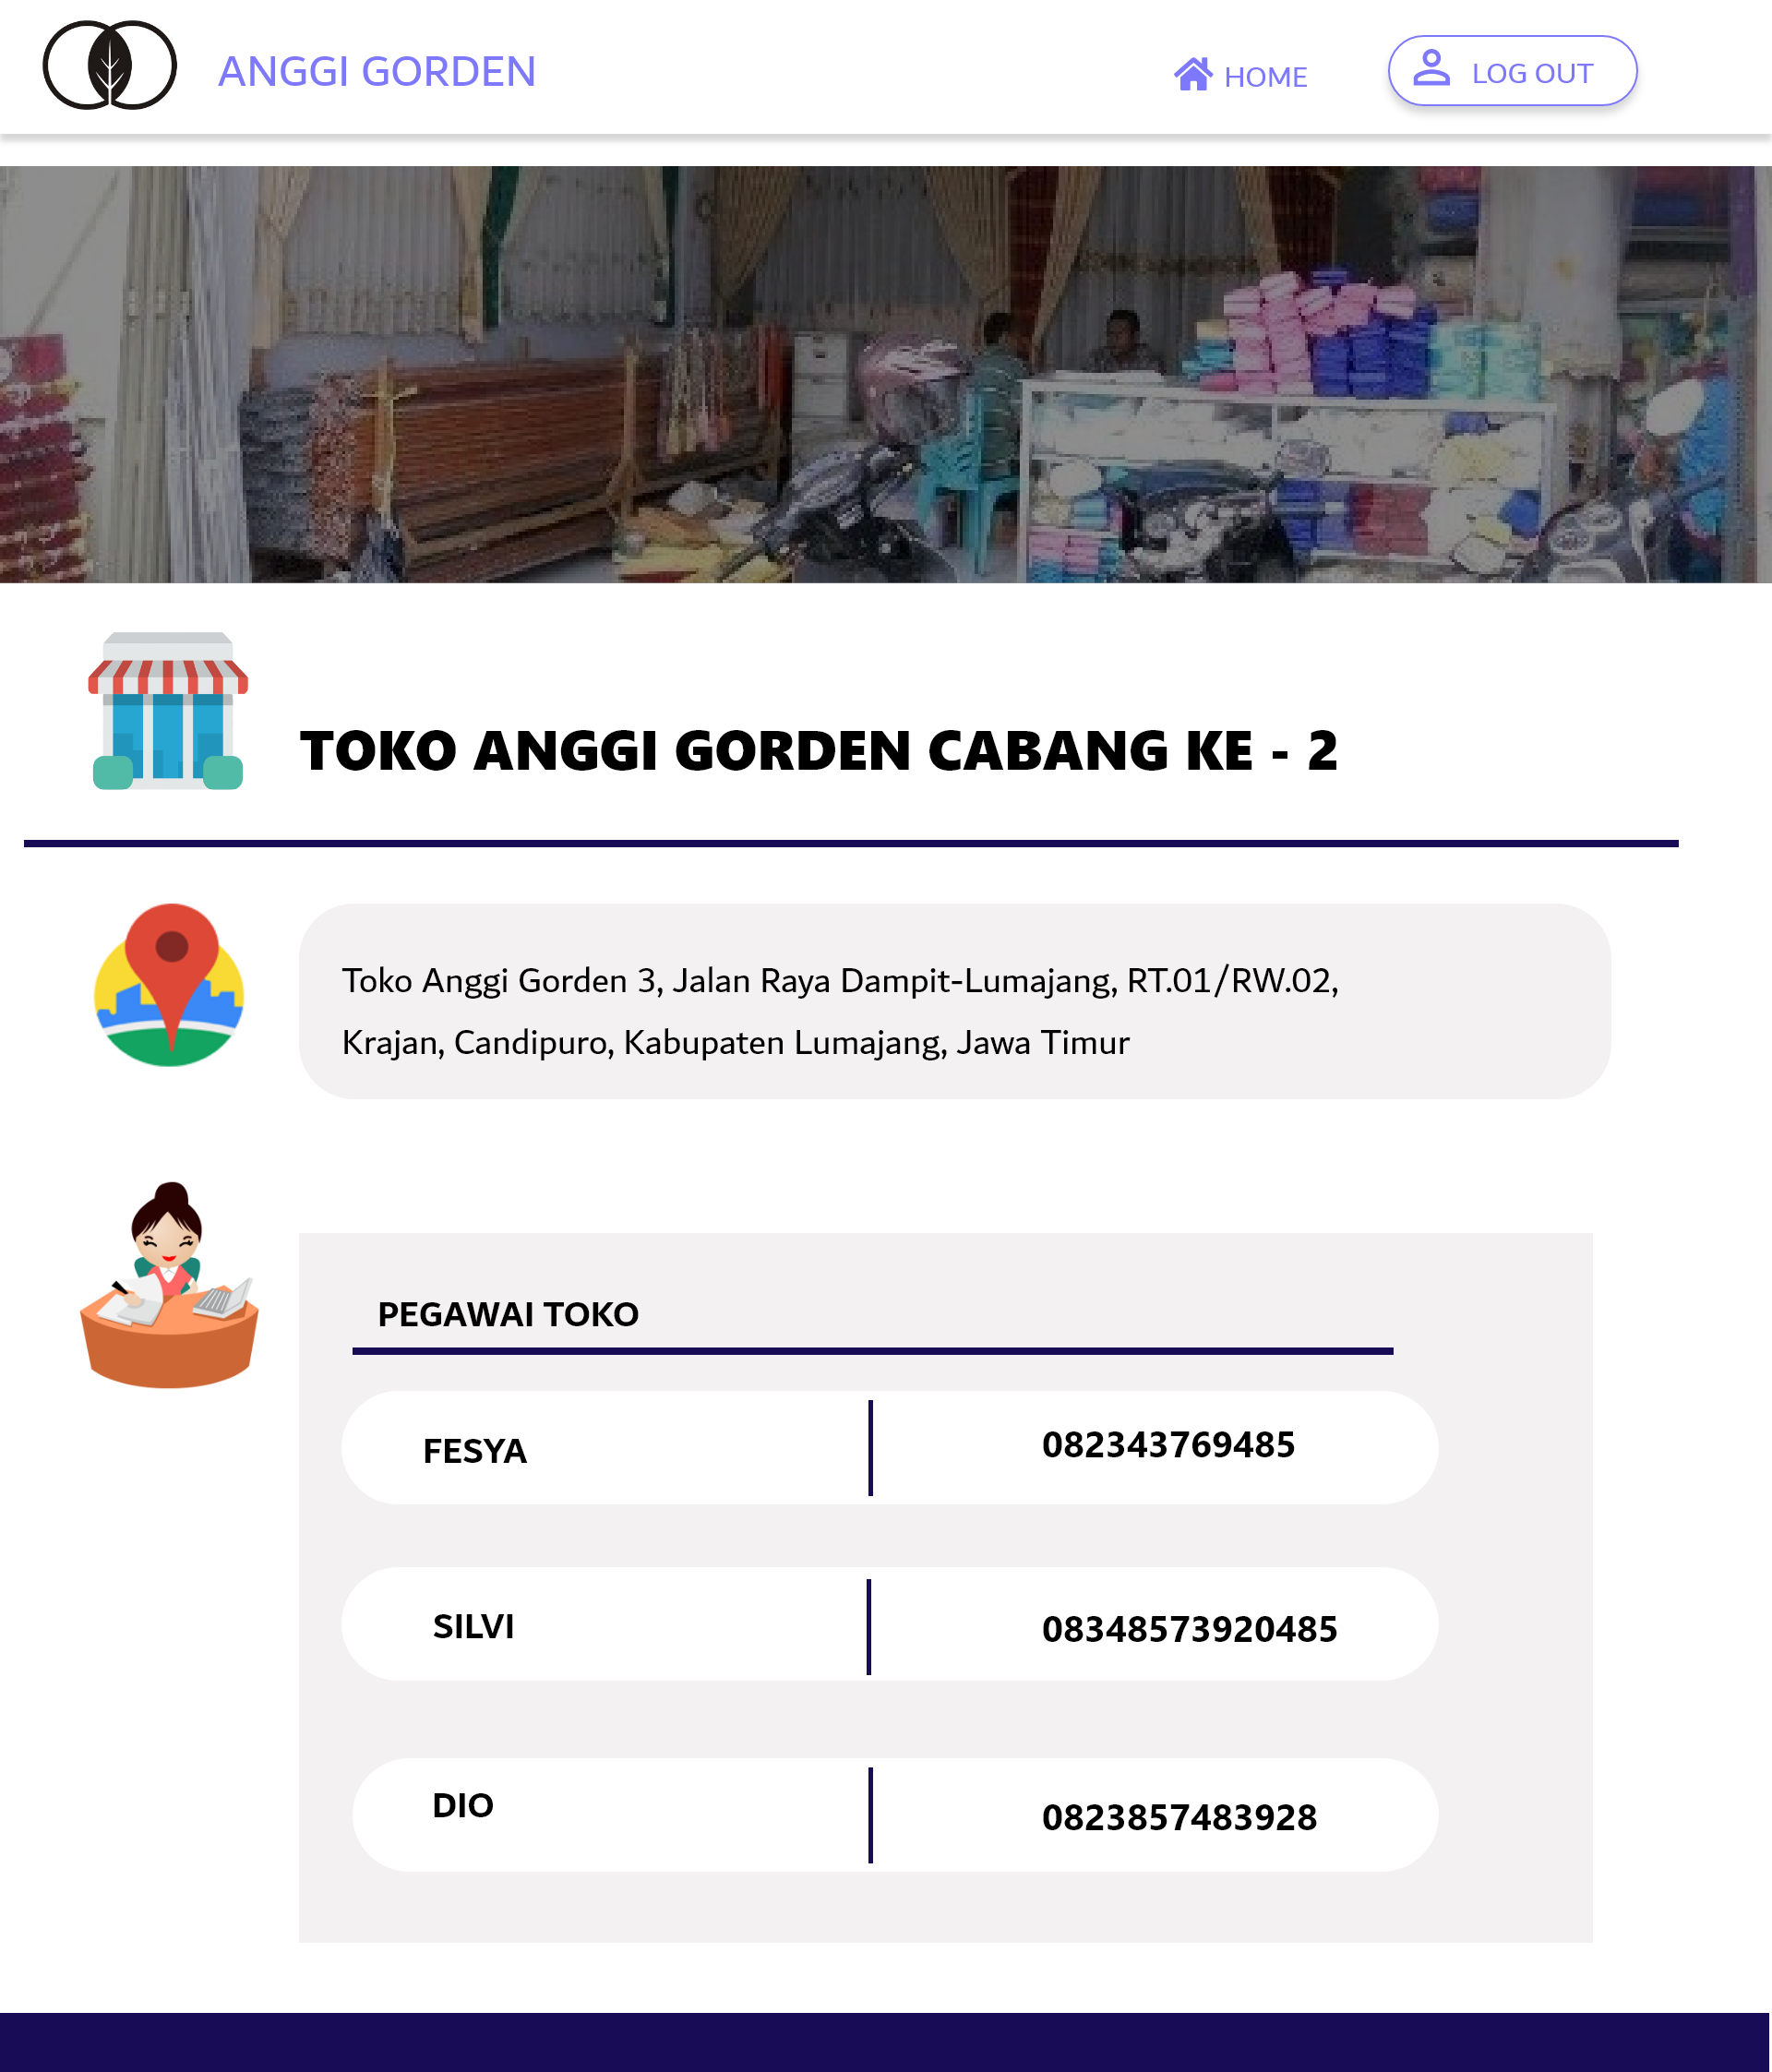 ANGGI GORDEN
HOME
LOG OUT
TOKO ANGGI GORDEN CABANG KE - 2
Toko Anggi Gorden 3, Jalan Raya Dampit-Lumajang, RT.01/RW.02,
Krajan, Candipuro, Kabupaten Lumajang, Jawa Timur
PEGAWAI TOKO
FESYA
082343769485
SILVI
08348573920485
DIO
0823857483928